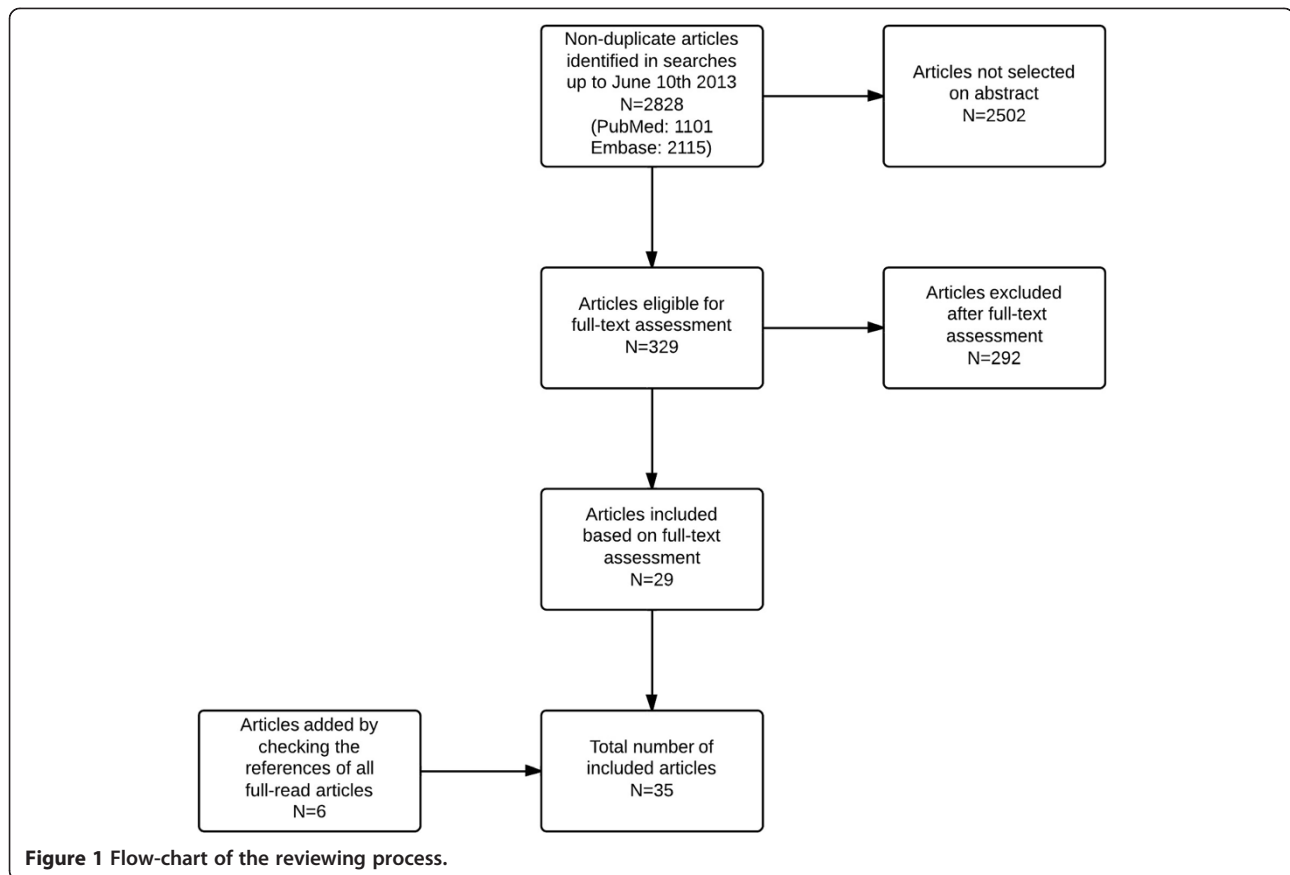 Non-duplicate articles
identified in searches
up to June 10th 2013
N=2828
(PubMed: 1101
Embase: 2115)
Articles not selected
on abstract
N=2502
Articles eligible for
full-text assessment
N=329
Articles excluded
after full-text
assessment
N=292
Articles included
based on full-text
assessment
N=29
Articles added by
checking the
references of all
full-read articles
N=6
Total number of
included articles
N=35
Figure 1 Flow-chart of the reviewing process.